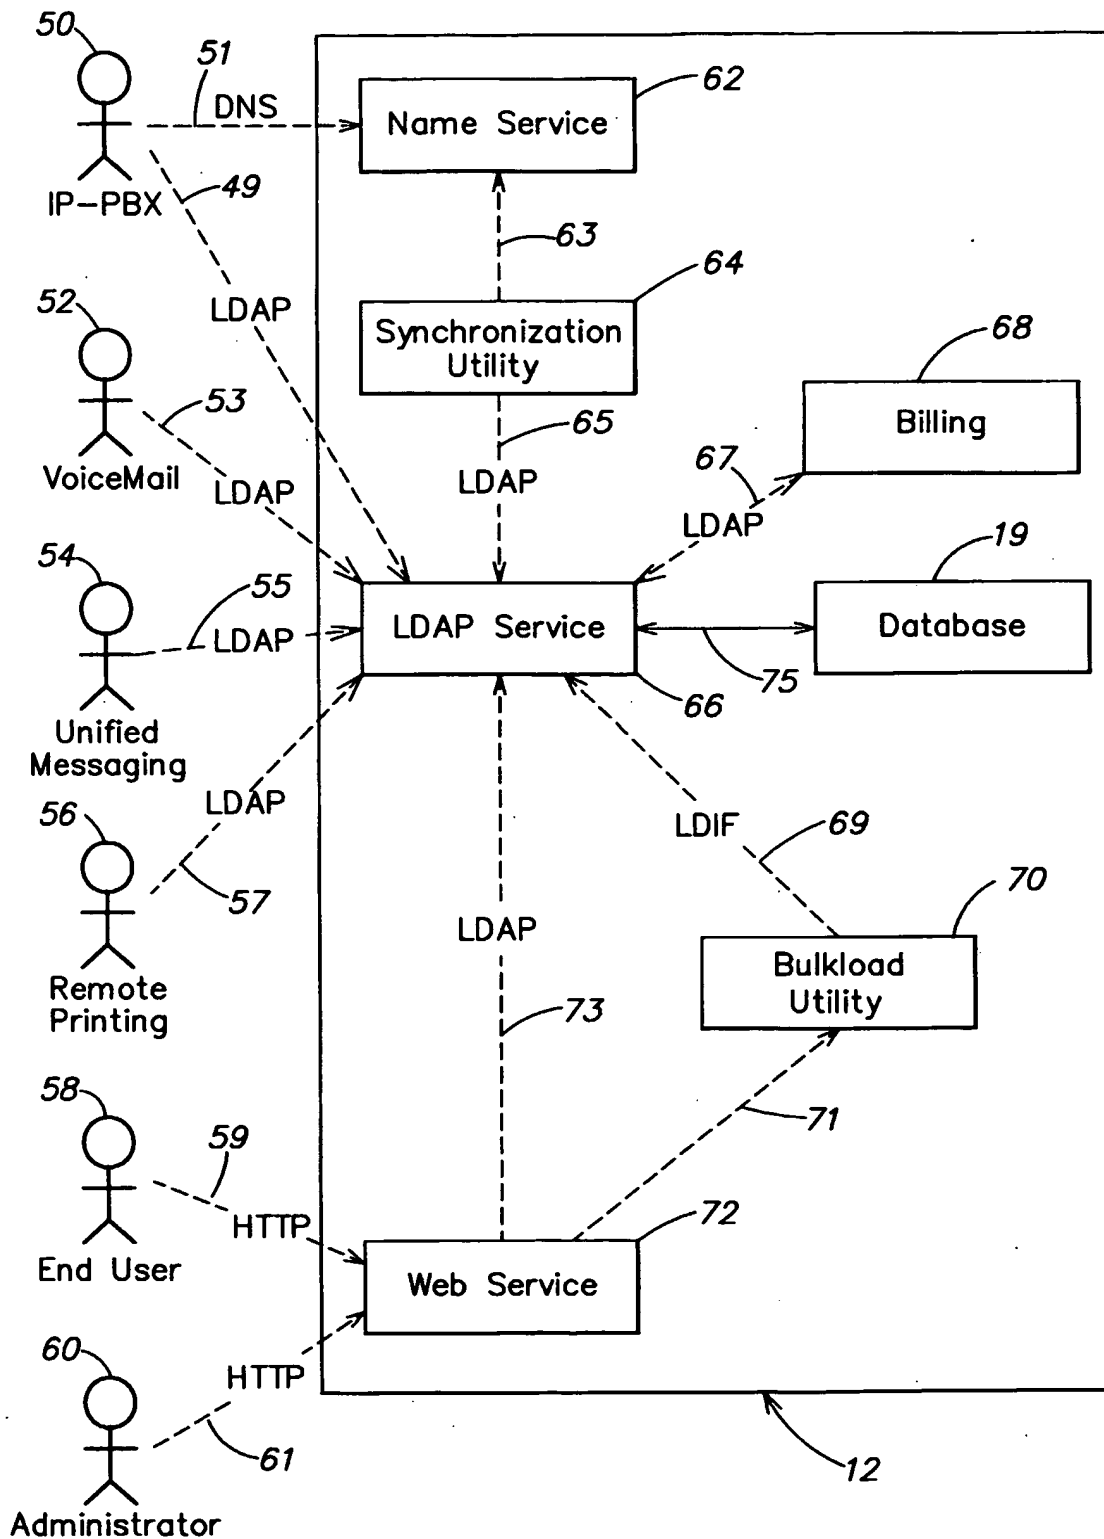 50
51
62
DNS
Name Service
49
IP-PBX
63
64
52
LDAP
Synchronization
Utility
68
53
65
Billing
67
VoiceMail
LDAP
LDAP
LDAP
54
55
19
LDAP
LDAP Service
Database
75
66
Unified
Messaging
56
LDAP
LDIF
69
57
70
LDAP
Bulkload
Utility
Remote
Printing
73
58
59
71
72
HTTP
End User
Web Service
60
HTTP
61
12
Administrator